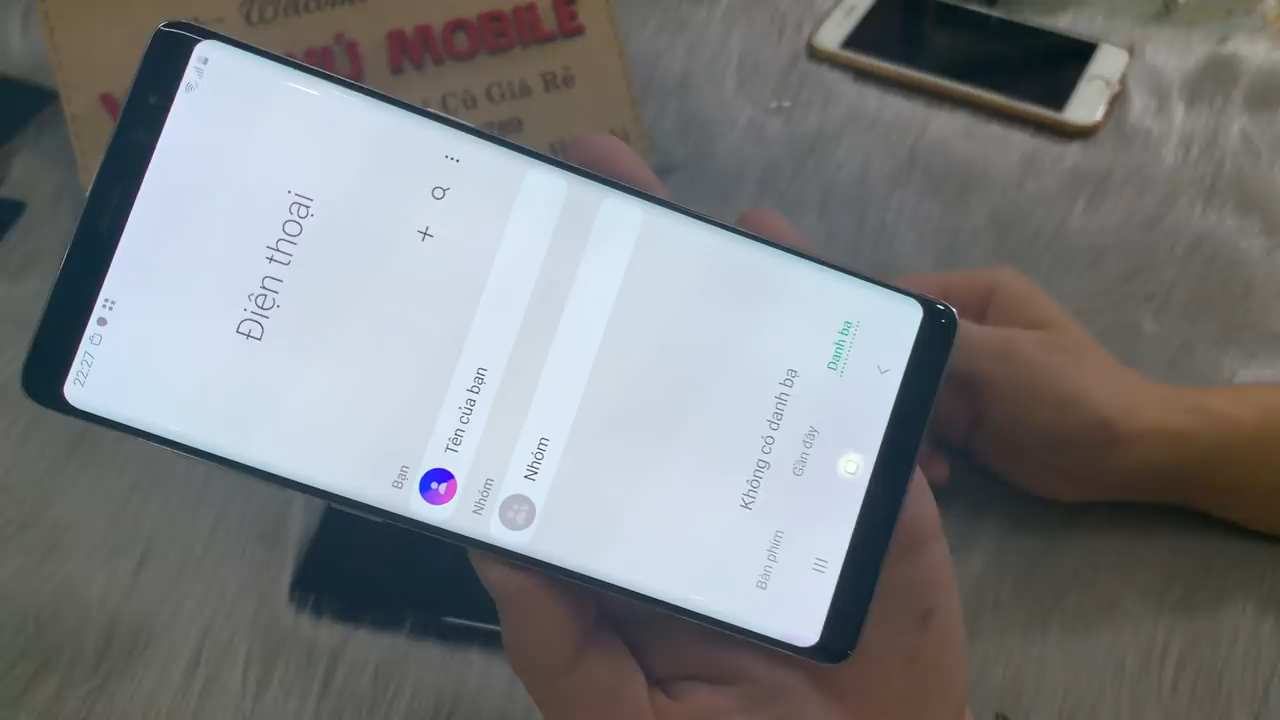 Welcome
MOBILE
Cũ Giá Rẻ
22:27
Điện thoại
Bạn
Tên của bạn
Nhóm
Nhóm
Không có danh bạ
Bàn phím
Gần đây
Danh bạ